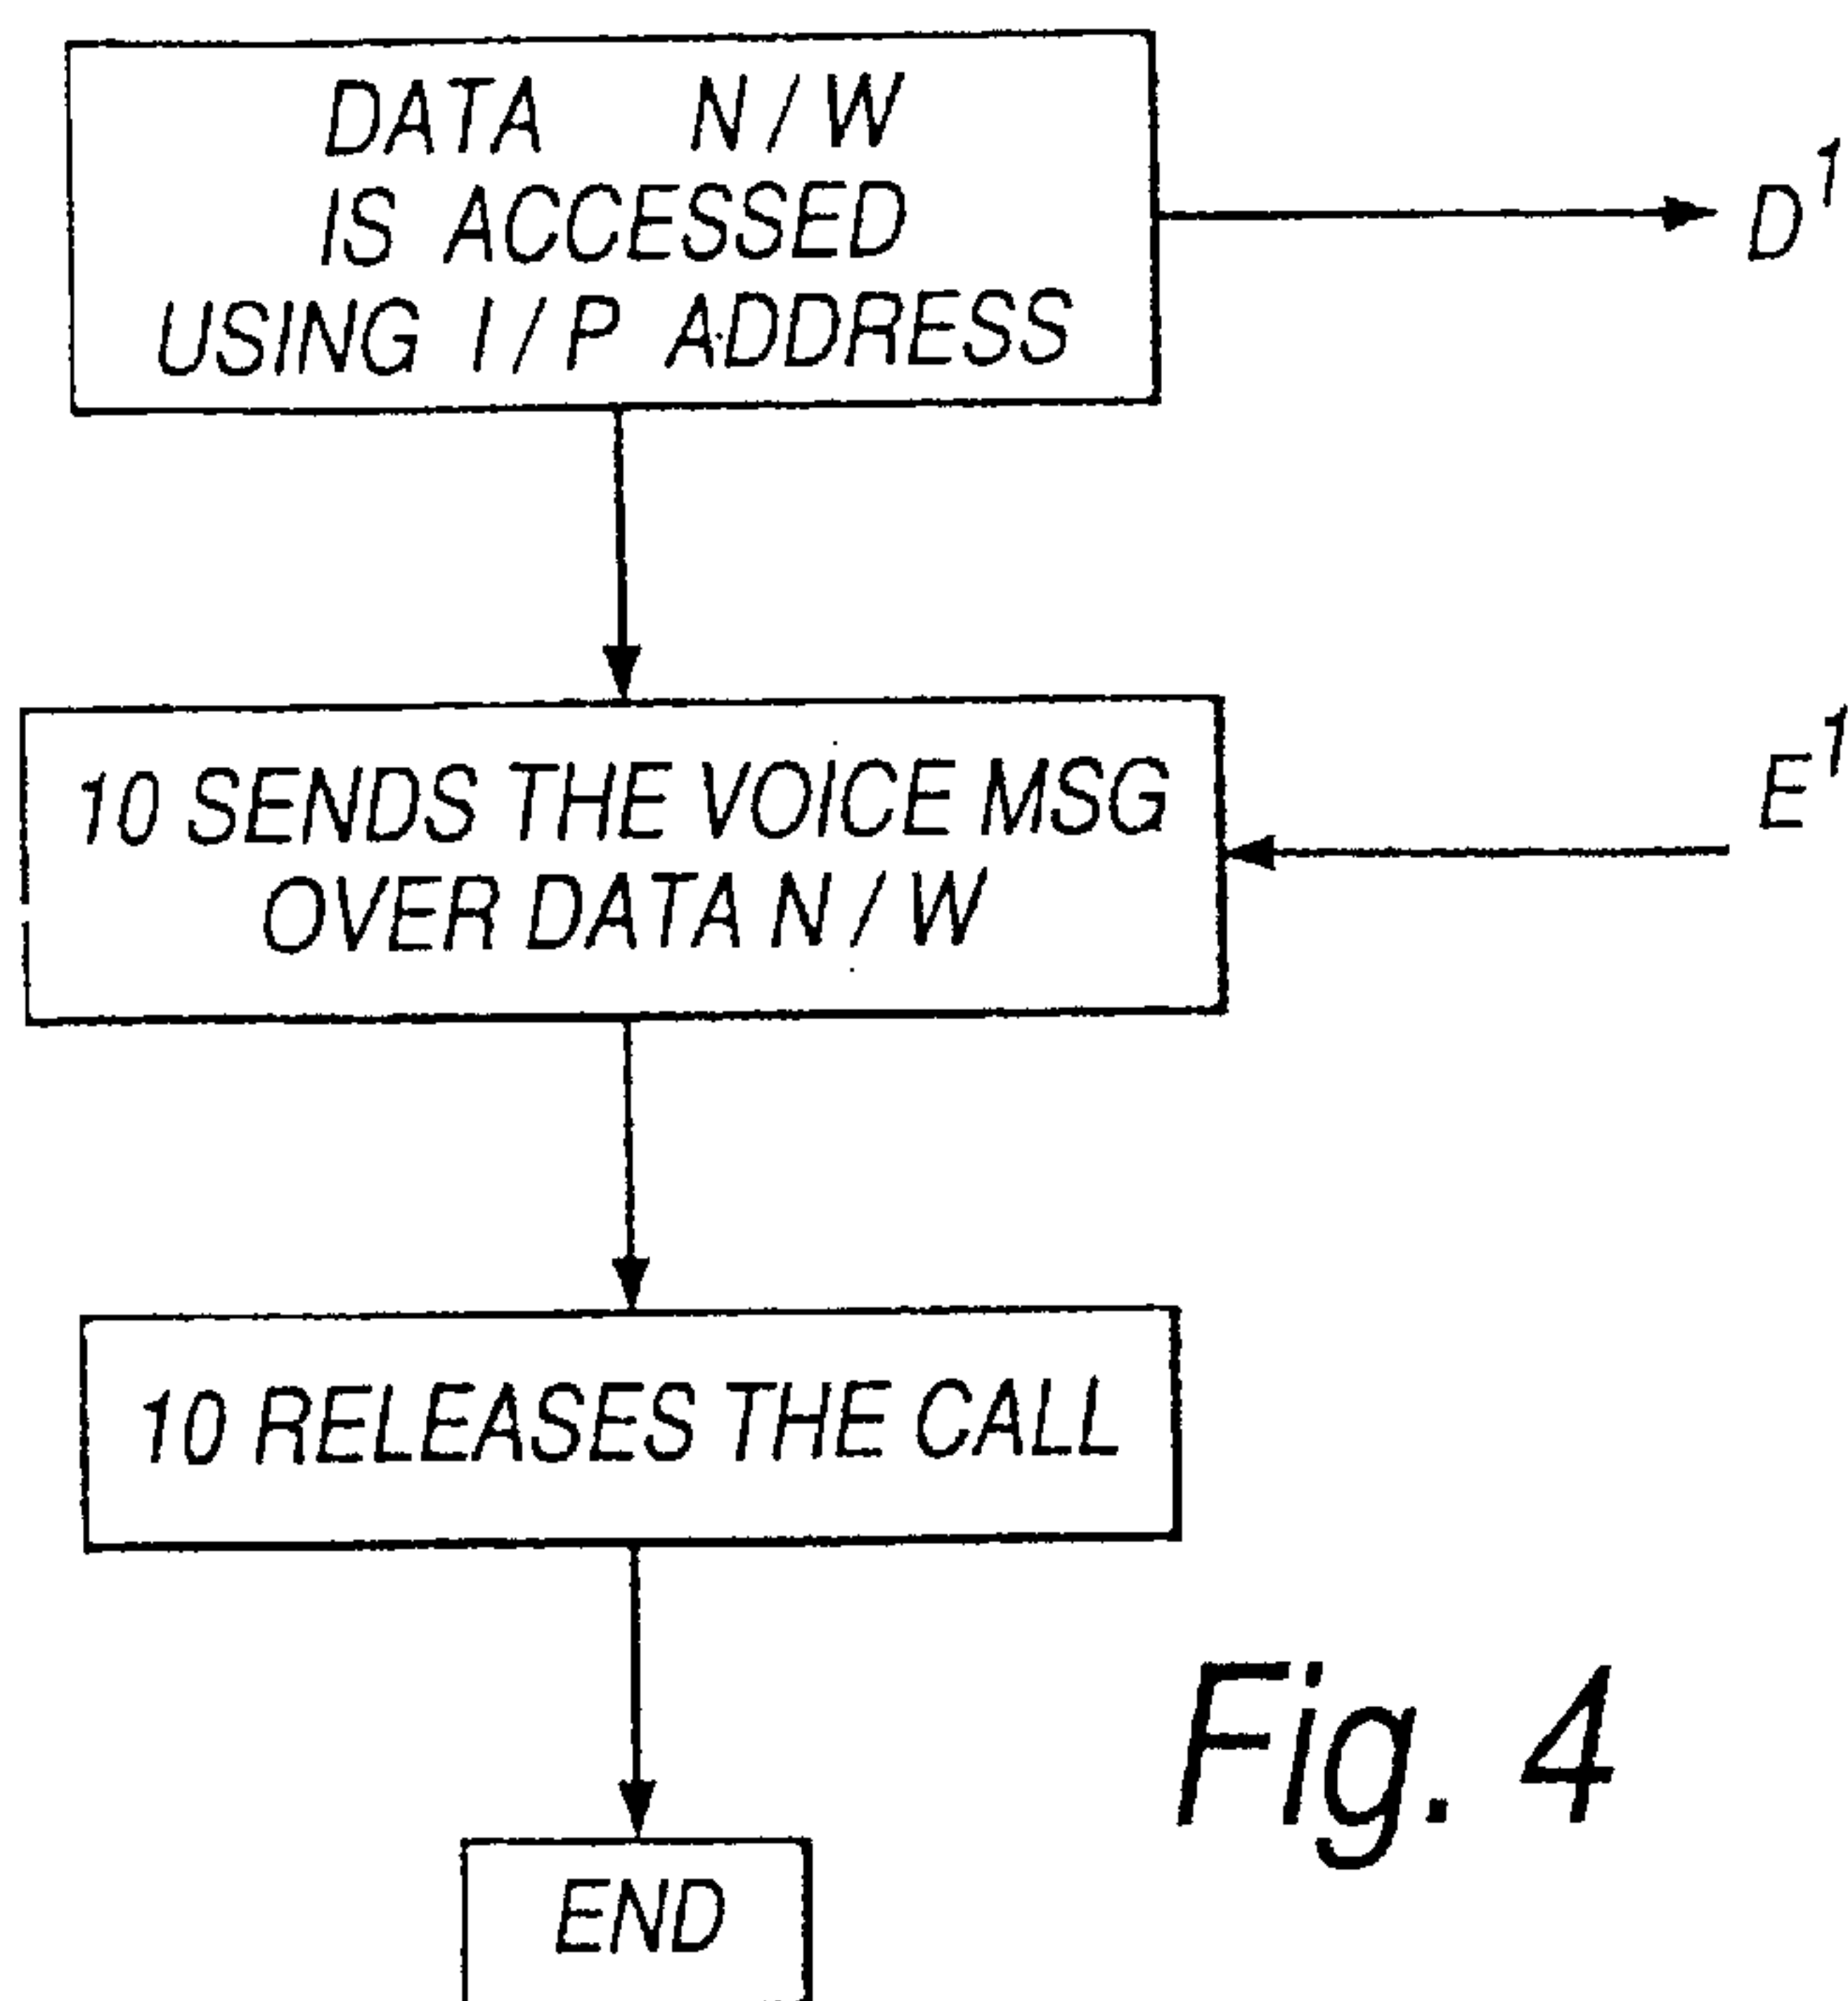 DATA N/W
IS ACCESSED
USING I/P ADDRESS
D1
10 SENDS THE VOICE MSG
OVER DATA N/W
E1
10 RELEASES THE CALL
END
Fig. 4